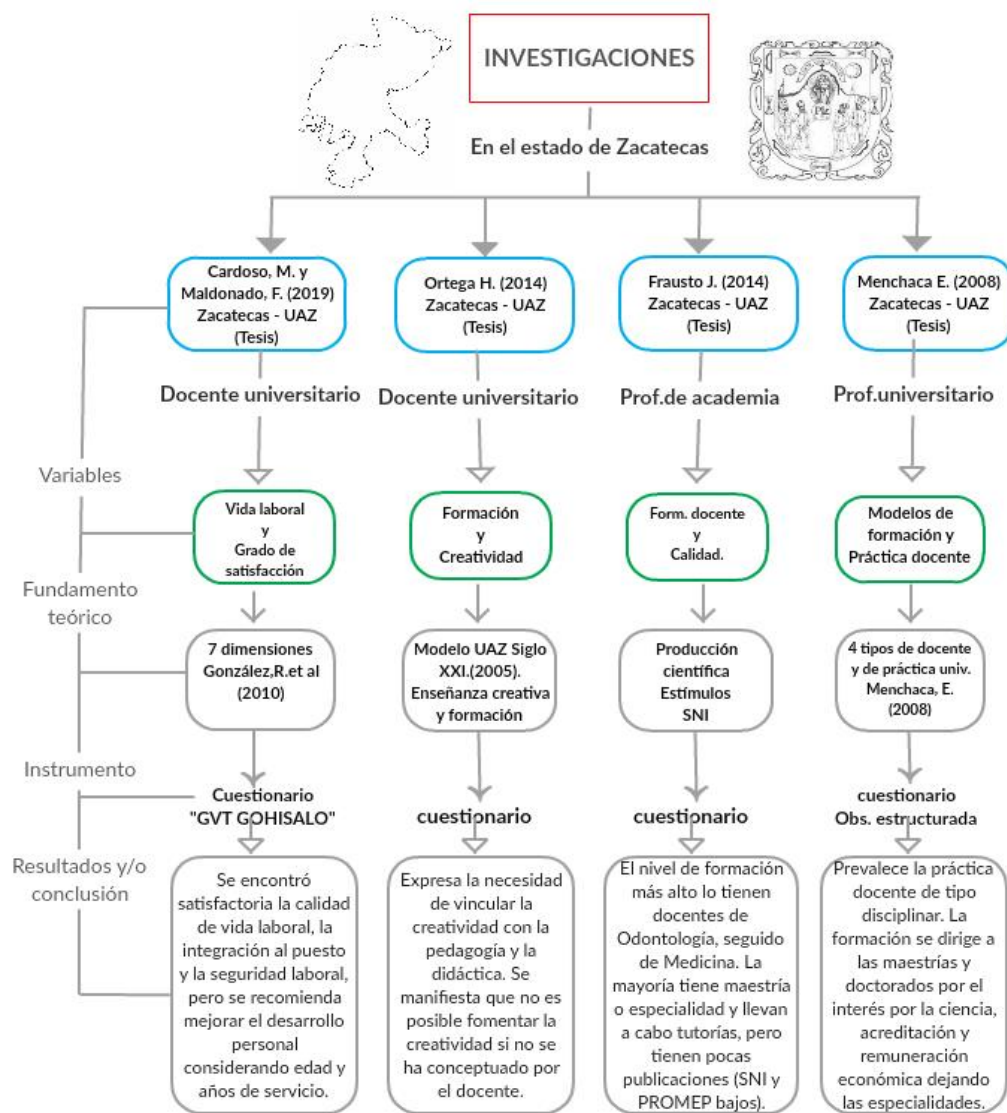 INVESTIGACIONES
En el estado de Zacatecas
Cardoso, M. y
Maldonado, F. (2019)
Zacatecas - UAZ
(Tesis)
Ortega H. (2014)
Zacatecas - UAZ
(Tesis)
Frausto J. (2014)
Zacatecas - UAZ
(Tesis)
Menchaca E. (2008)
Zacatecas - UAZ
(Tesis)
Docente universitario
Docente universitario
Prof.de academia
Prof.universitario
Variables
Vida laboral
y
Grado de
satisfacción
Formación
y
Creatividad
Form. docente
y
Calidad.
Modelos de
formación y
Práctica docente
Fundamento
teórico
7 dimensiones
González,R.et al
(2010)
Modelo UAZ Siglo
XXI.(2005).
Enseñanza creativa
y formación
Producción
científica
Estímulos
SNI
4 tipos de docente
y de práctica univ.
Menchaca, E.
(2008)
Instrumento
Cuestionario
"GVT GOHISALO"
cuestionario
cuestionario
cuestionario
Obs. estructurada
Resultados y/o
conclusión
Se encontró
satisfactoria la calidad
de vida laboral, la
integración al puesto
y la seguridad laboral,
pero se recomienda
mejorar el desarrollo
personal
considerando edad y
años de servicio.
Expresa la necesidad
de vincular la
creatividad con la
pedagogía y la
didáctica. Se
manifiesta que no es
posible fomentar la
creatividad si no se
ha conceptuado por
el docente.
El nivel de formación
más alto lo tienen
docentes de
Odontología, seguido
de Medicina. La
mayoría tiene maestría
o especialidad y llevan
a cabo tutorías, pero
tienen pocas
publicaciones (SNI y
PROMEP bajos).
Prevalece la práctica
docente de tipo
disciplinar. La
formación se dirige a
las maestrías y
doctorados por el
interés por la ciencia,
acreditación y
remuneración
económica dejando
las especialidades.